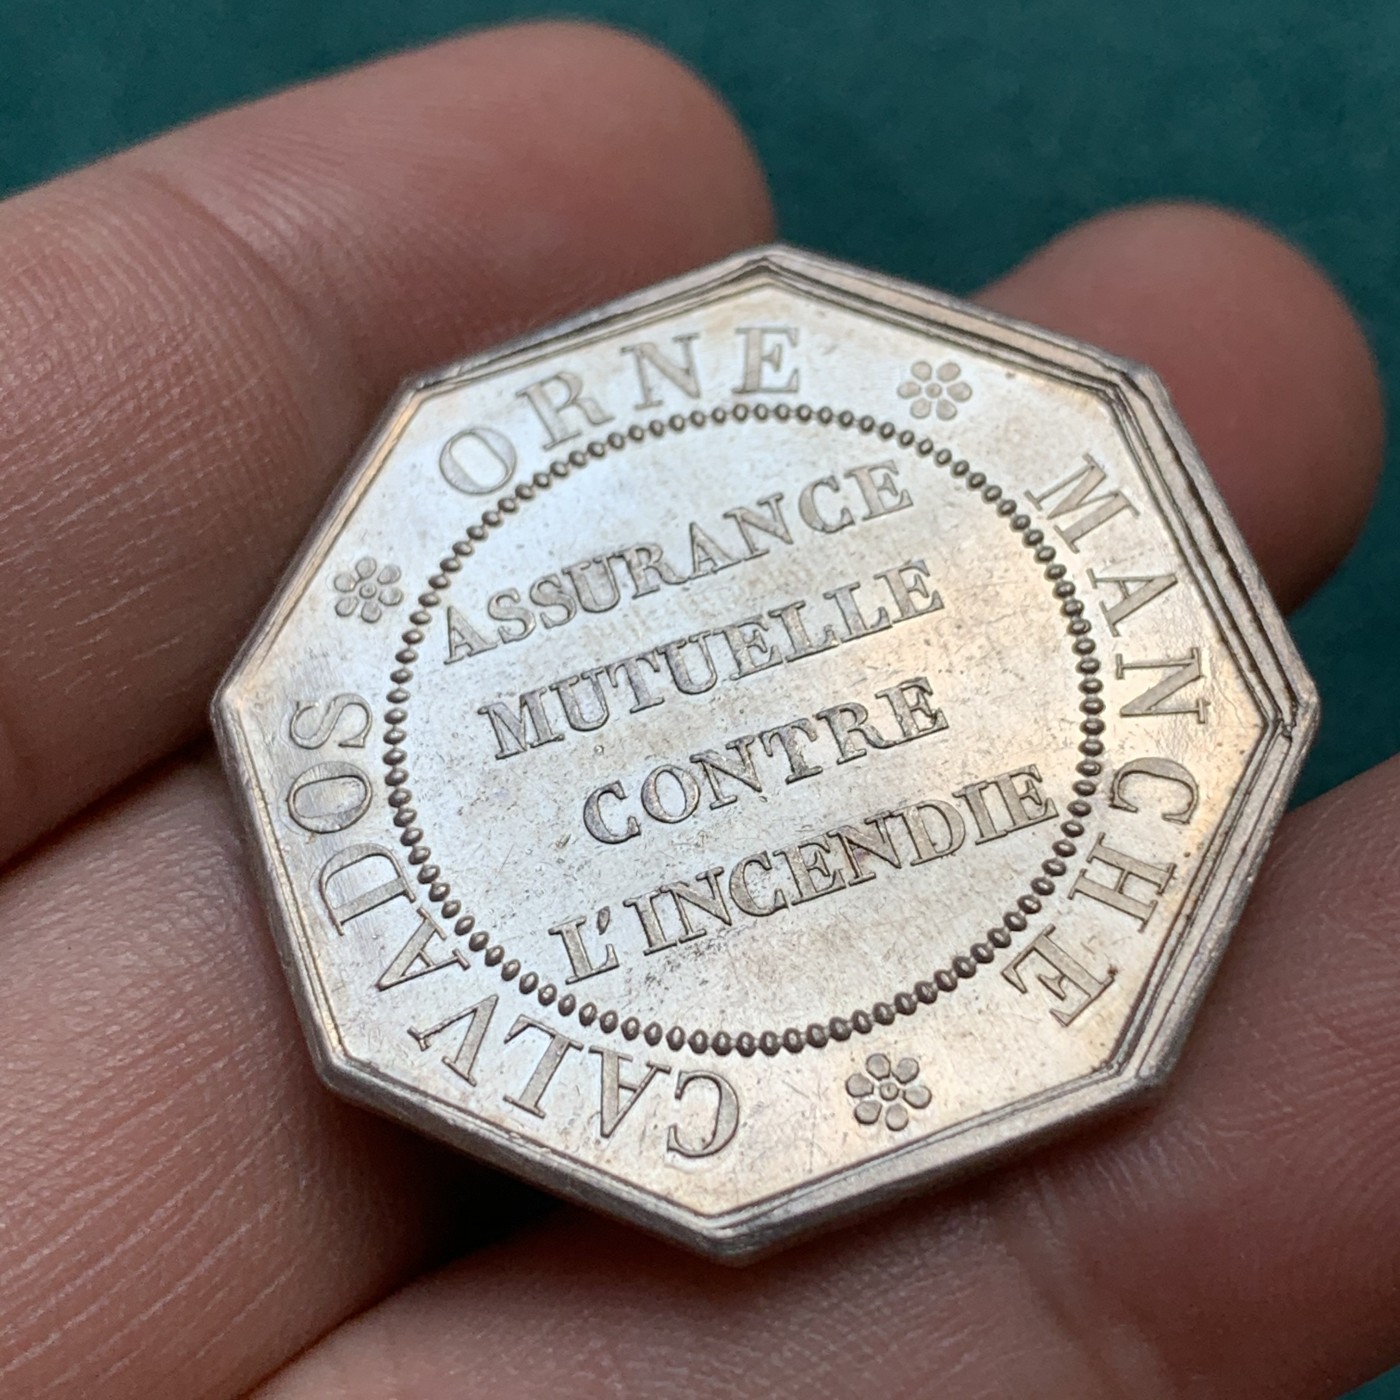 ORNE
MANCHE
CALVADOS
ASSURANCE
MUTUELLE
CONTRE
L'INCENDIE